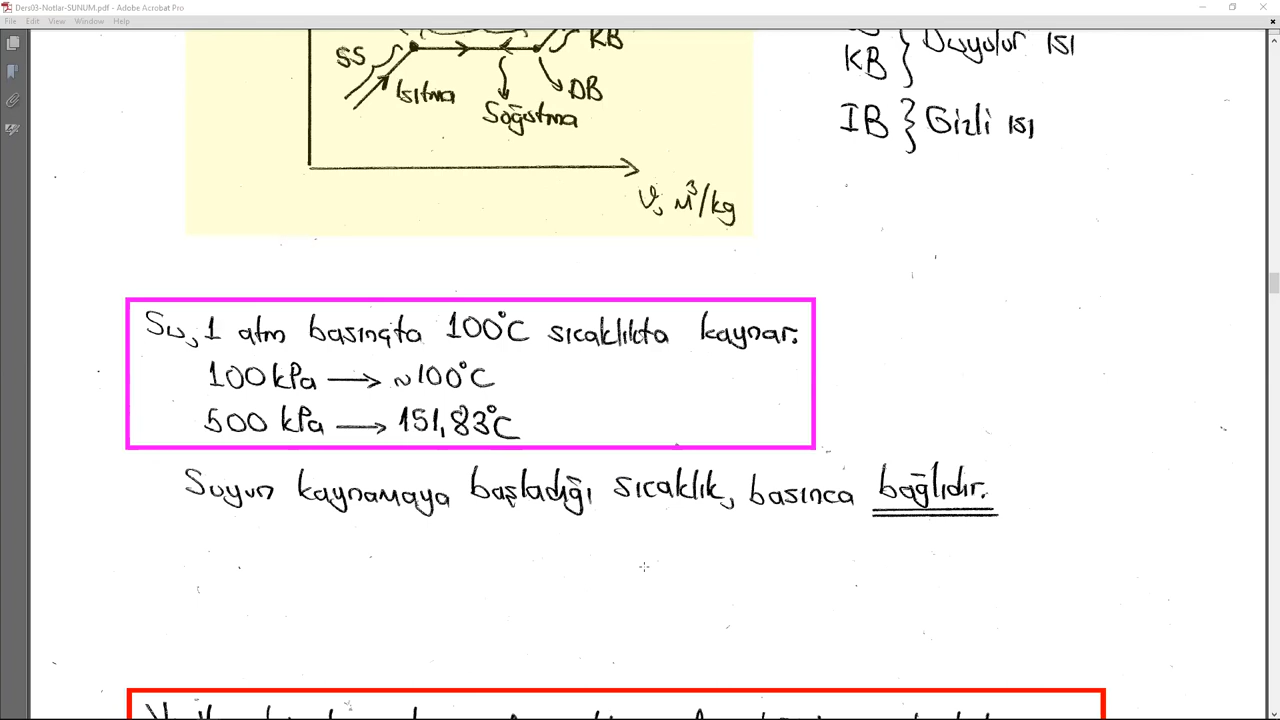 Ders03-Notlar-SUNUM.pdf - Adobe Acrobat Pro
File Edit View Window Help
SS
KB
Isıtma
DB
Soğutma
v, m³/kg
KB } Duyulur ısı
IB } Gizli ısı
Su, 1 atm basınçta 100°C sıcaklıkta kaynar.
100 kPa → ~100°C
500 kPa → 151,83°C
Suyun kaynamaya başladığı sıcaklık, basınca bağlıdır.